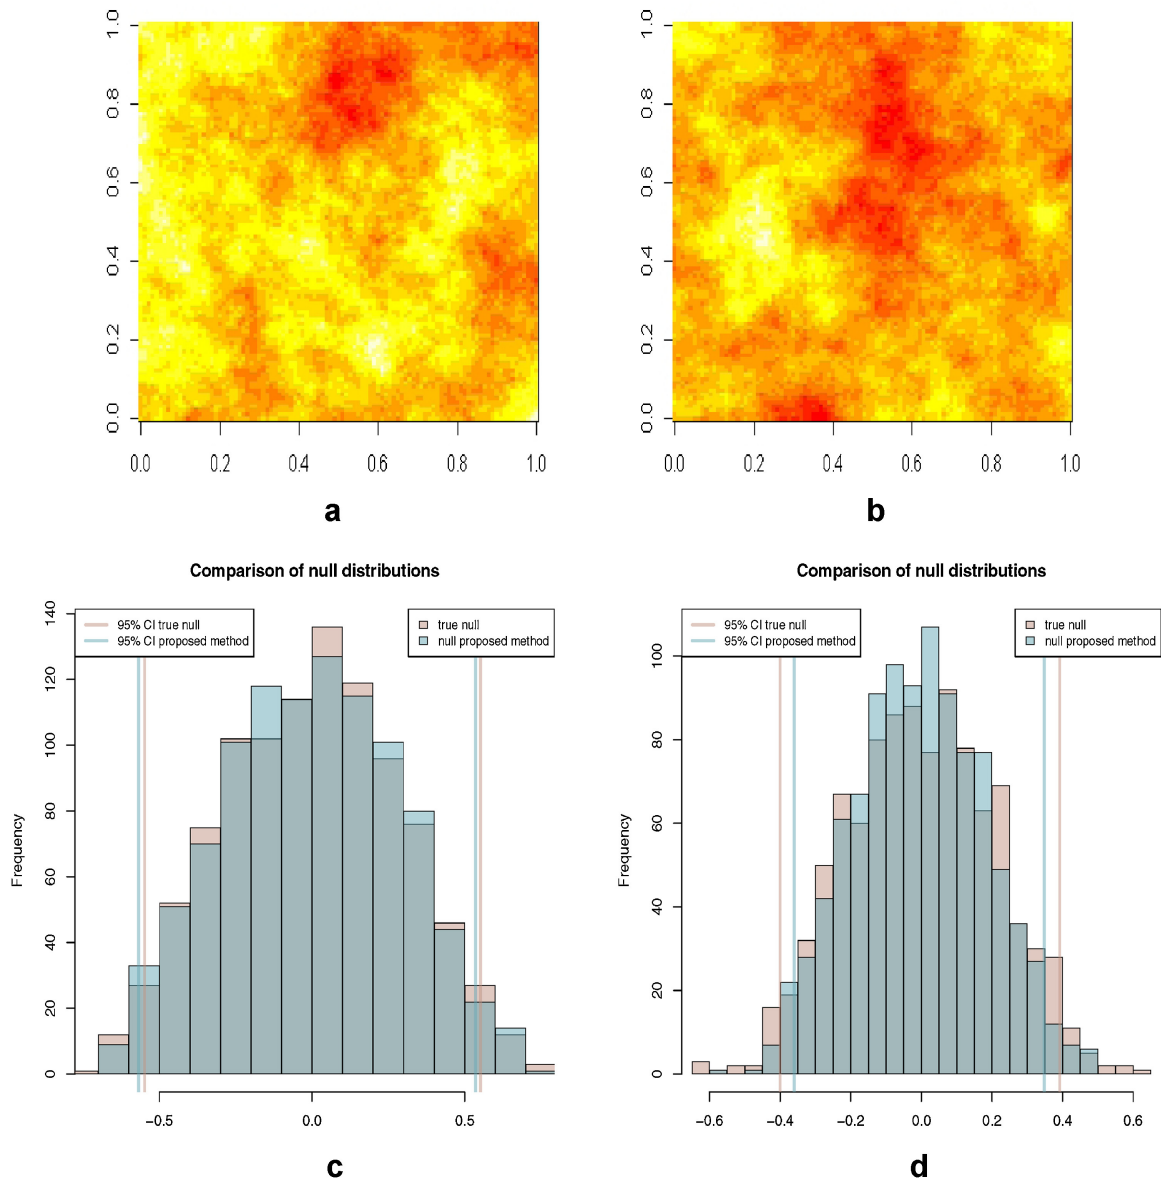 1.0
0.8
0.6
0.4
0.2
0.0
0.0 0.2 0.4 0.6 0.8 1.0
a
1.0
0.8
0.6
0.4
0.2
0.0
0.0 0.2 0.4 0.6 0.8 1.0
b
Comparison of null distributions
95% CI true null
95% CI proposed method
true null
null proposed method
Frequency
140
120
100
80
60
40
20
0
−0.5 0.0 0.5
c
Comparison of null distributions
95% CI true null
95% CI proposed method
true null
null proposed method
Frequency
100
80
60
40
20
0
−0.6 −0.4 −0.2 0.0 0.2 0.4 0.6
d